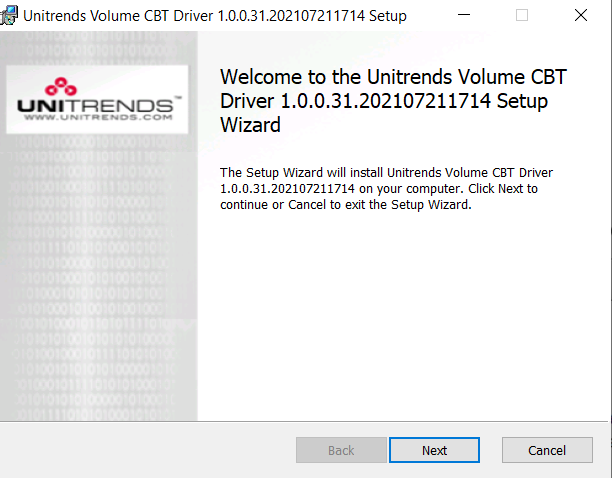 Unitrends Volume CBT Driver 1.0.0.31.202107211714 Setup
UNITRENDS™
WWW.UNITRENDS.COM
Welcome to the Unitrends Volume CBT
Driver 1.0.0.31.202107211714 Setup
Wizard
The Setup Wizard will install Unitrends Volume CBT Driver
1.0.0.31.202107211714 on your computer. Click Next to
continue or Cancel to exit the Setup Wizard.
Back
Next
Cancel